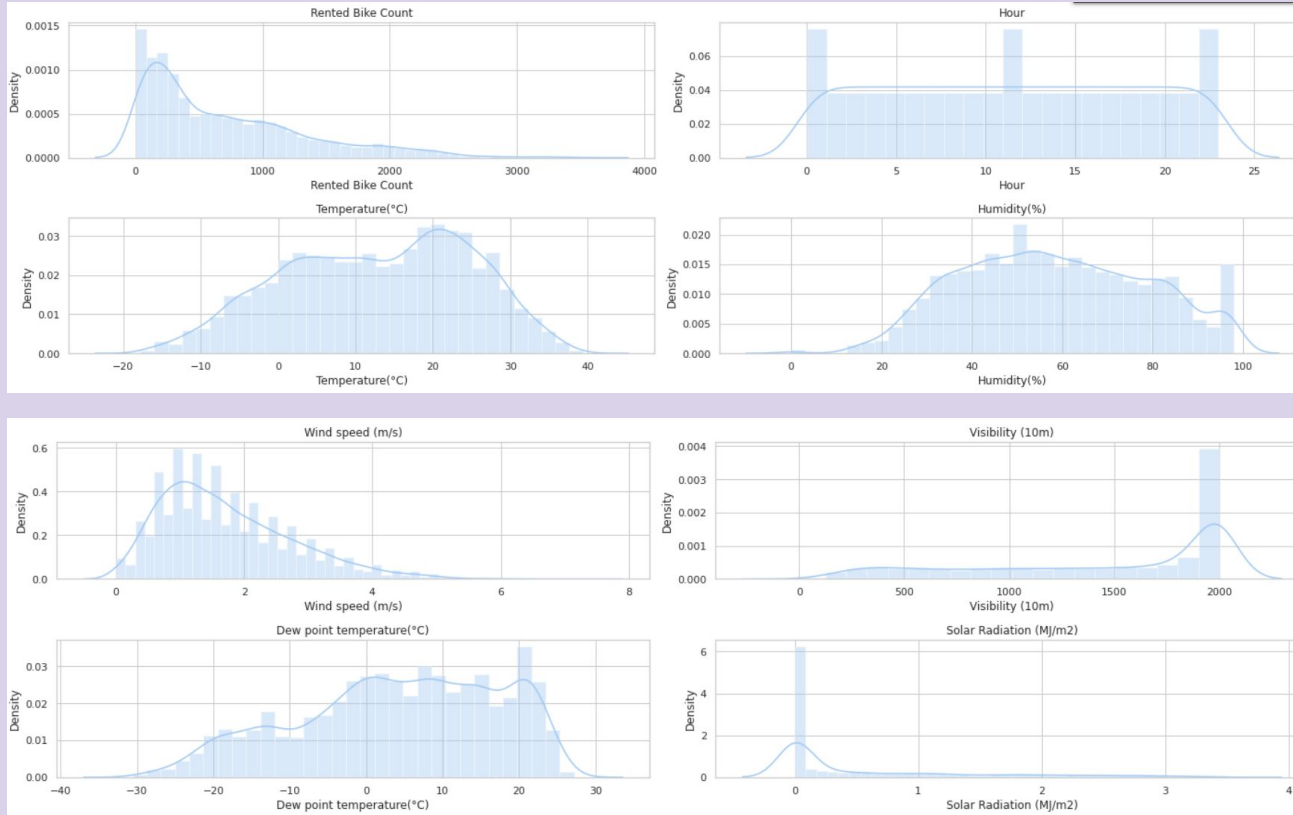 Rented Bike Count
Density
0.0015
0.0010
0.0005
0.0000
0 1000 2000 3000 4000
Rented Bike Count
Hour
Density
0.06
0.04
0.02
0.00
0 5 10 15 20 25
Hour
Temperature(°C)
Density
0.03
0.02
0.01
0.00
−20 −10 0 10 20 30 40
Temperature(°C)
Humidity(%)
Density
0.020
0.015
0.010
0.005
0.000
0 20 40 60 80 100
Humidity(%)
Wind speed (m/s)
Density
0.6
0.4
0.2
0.0
0 2 4 6 8
Wind speed (m/s)
Visibility (10m)
Density
0.004
0.003
0.002
0.001
0.000
0 500 1000 1500 2000
Visibility (10m)
Dew point temperature(°C)
Density
0.03
0.02
0.01
0.00
−40 −30 −20 −10 0 10 20 30
Dew point temperature(°C)
Solar Radiation (MJ/m2)
Density
6
4
2
0
0 1 2 3 4
Solar Radiation (MJ/m2)